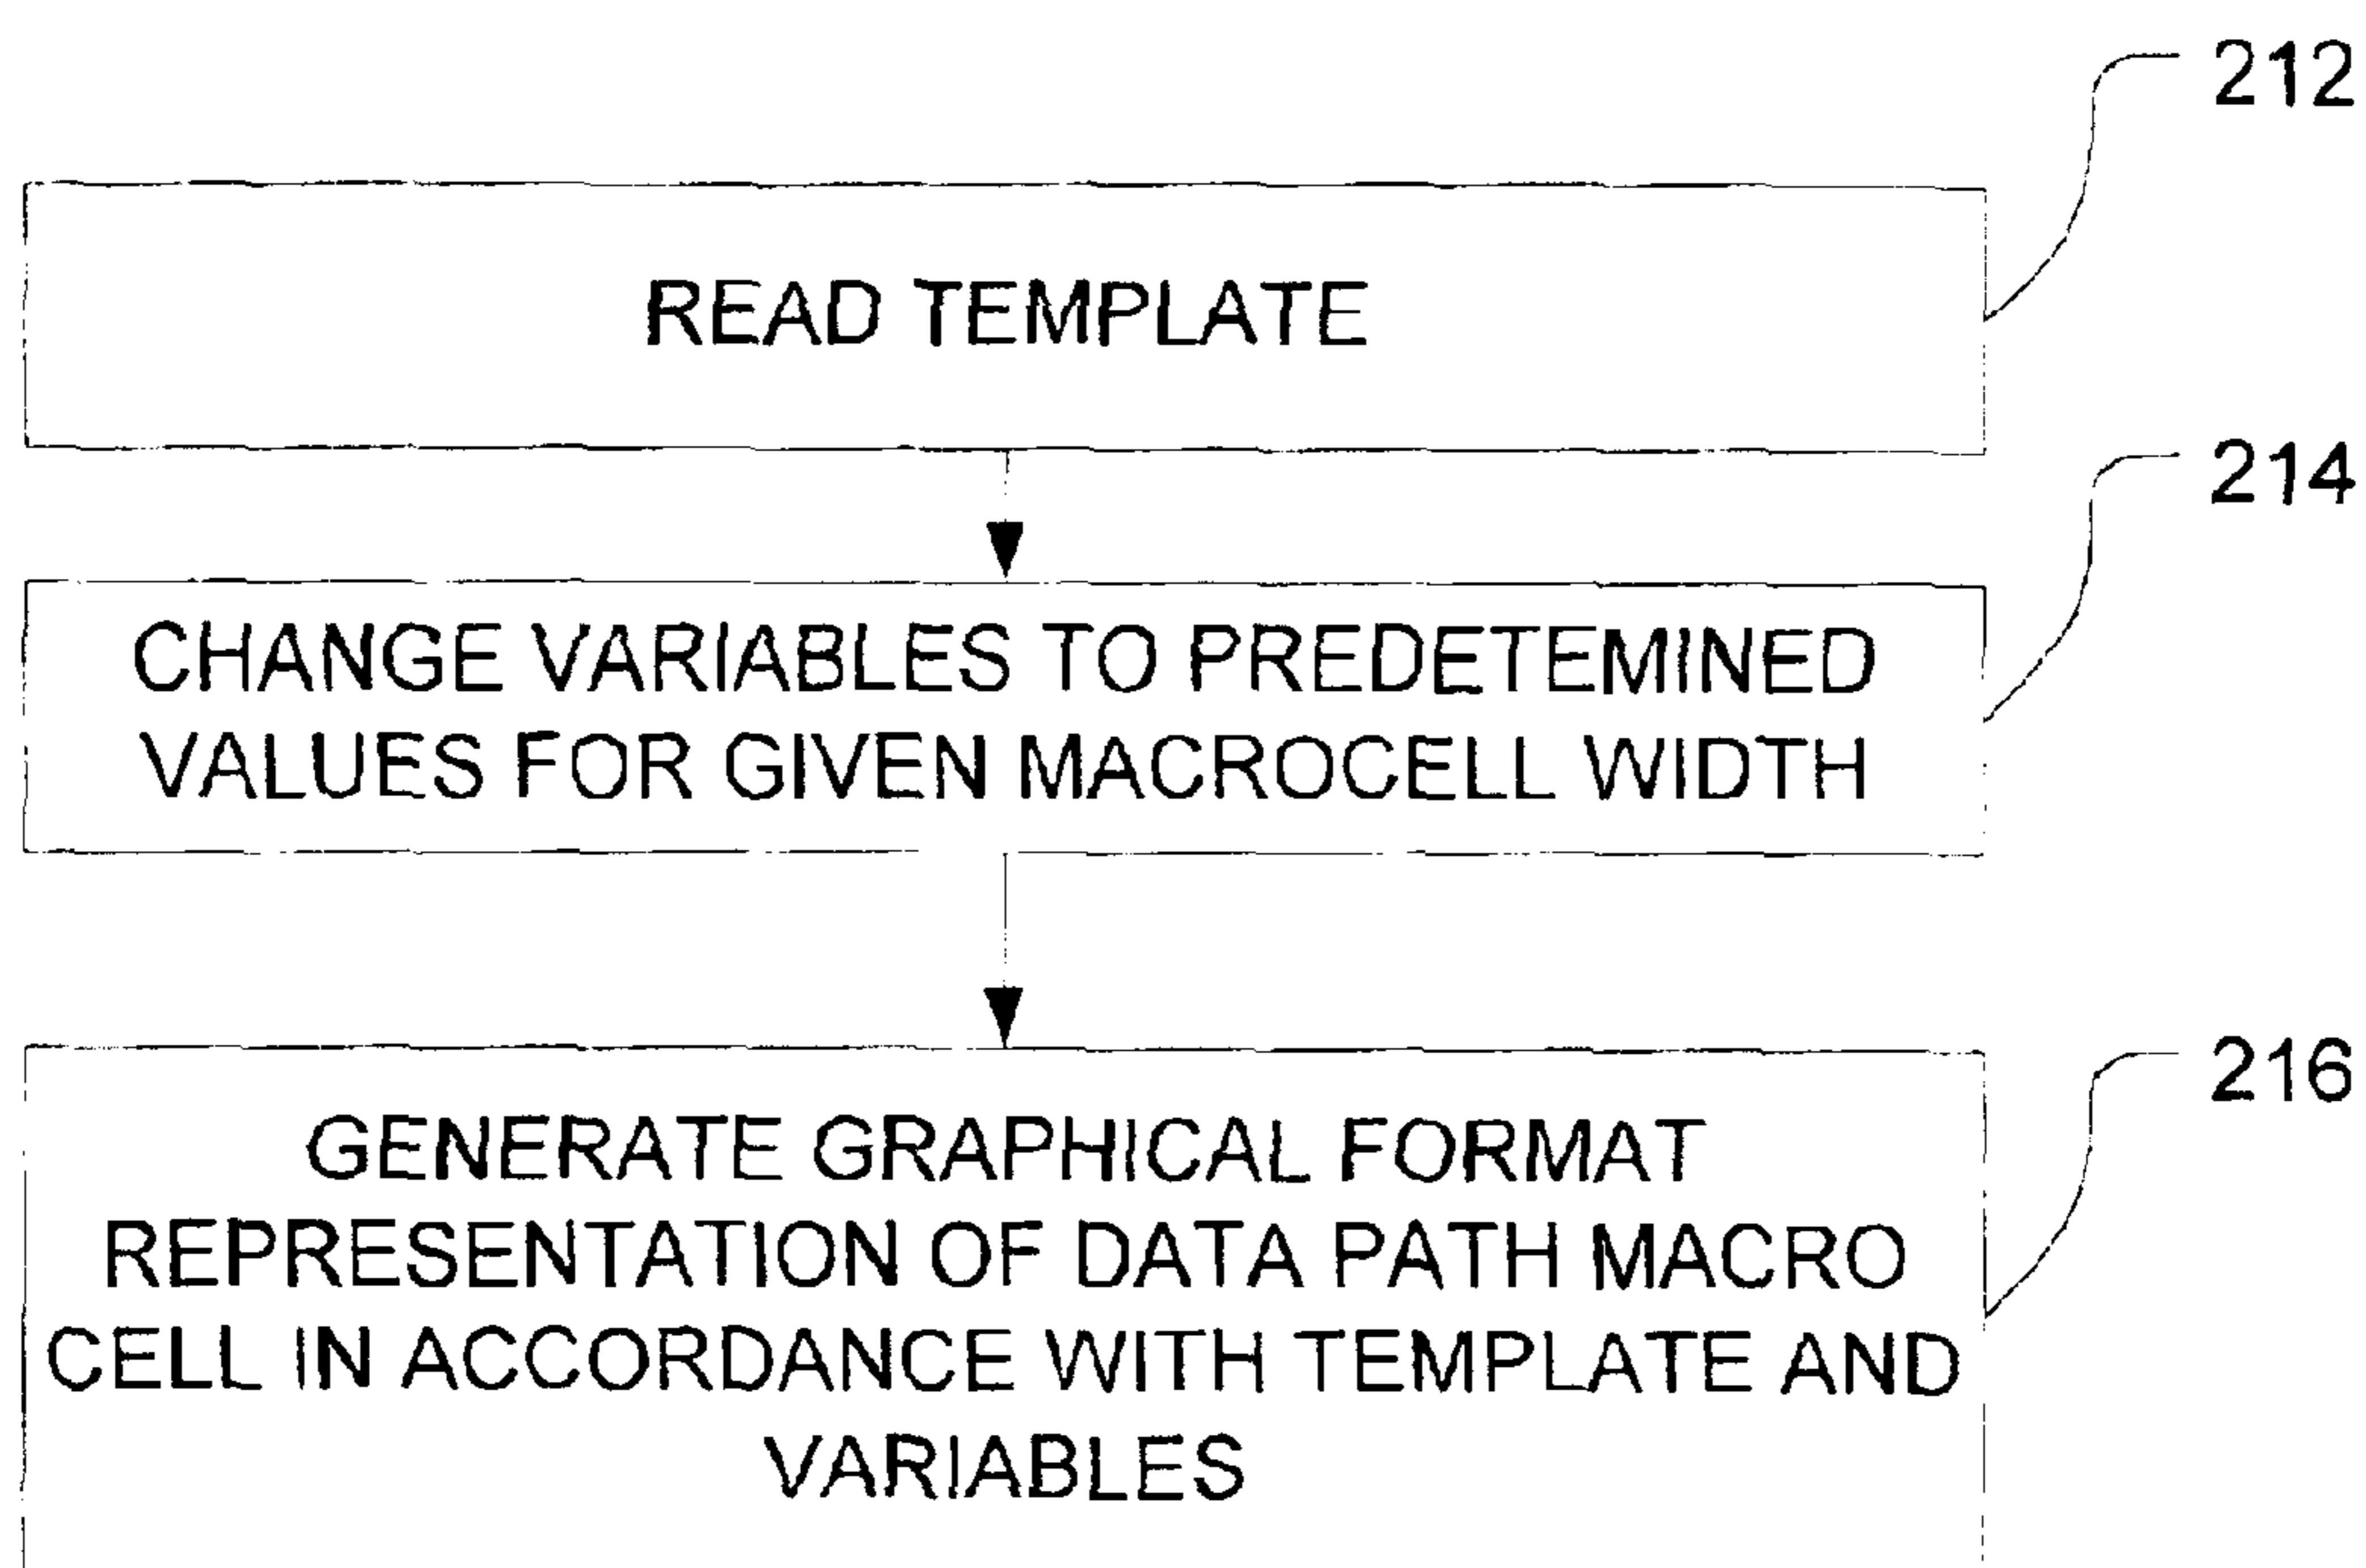 212
READ TEMPLATE
214
CHANGE VARIABLES TO PREDETEMINED
VALUES FOR GIVEN MACROCELL WIDTH
216
GENERATE GRAPHICAL FORMAT
REPRESENTATION OF DATA PATH MACRO
CELL IN ACCORDANCE WITH TEMPLATE AND
VARIABLES